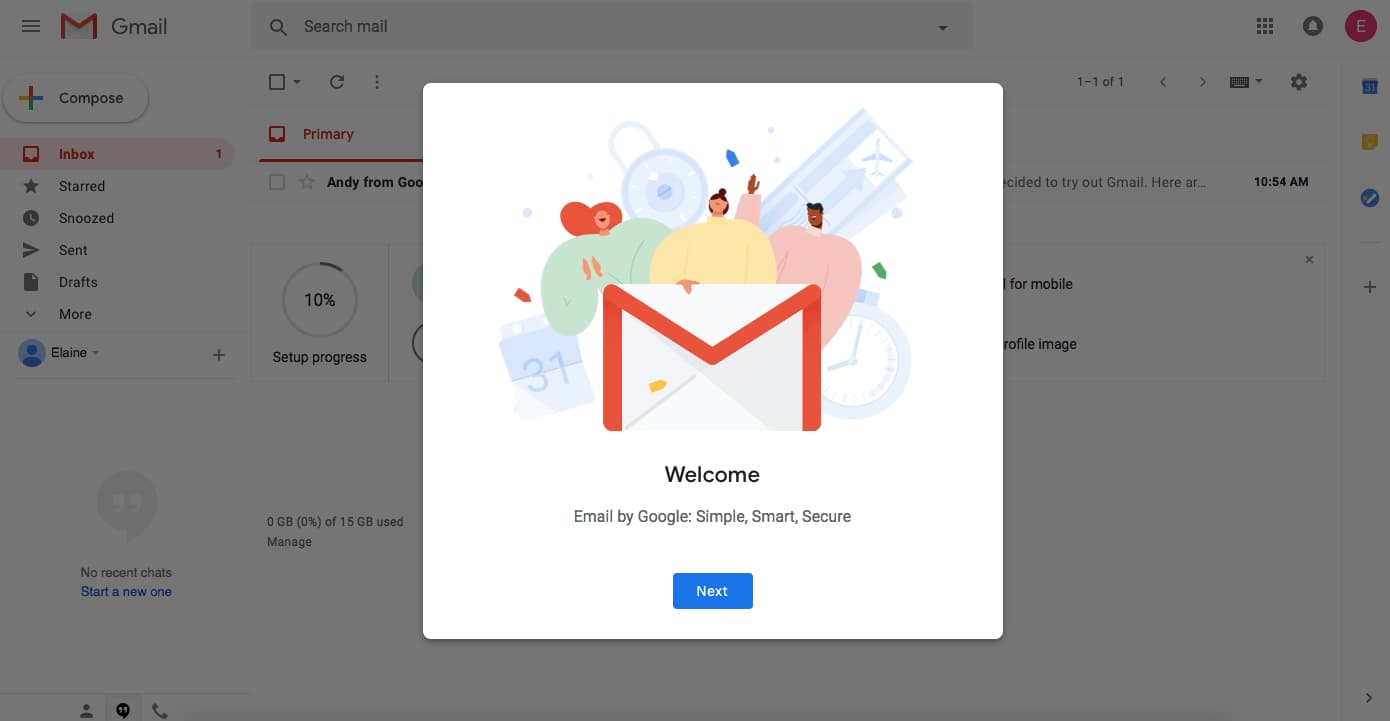 Gmail
Search mail
E
Compose
1–1 of 1
31
Primary
Inbox 1
Andy from Goo
ecided to try out Gmail. Here ar... 10:54 AM
Starred
Snoozed
Sent
Drafts
More
10%
Setup progress
l for mobile
rofile image
Elaine
31
Welcome
Email by Google: Simple, Smart, Secure
Next
0 GB (0%) of 15 GB used
Manage
No recent chats
Start a new one